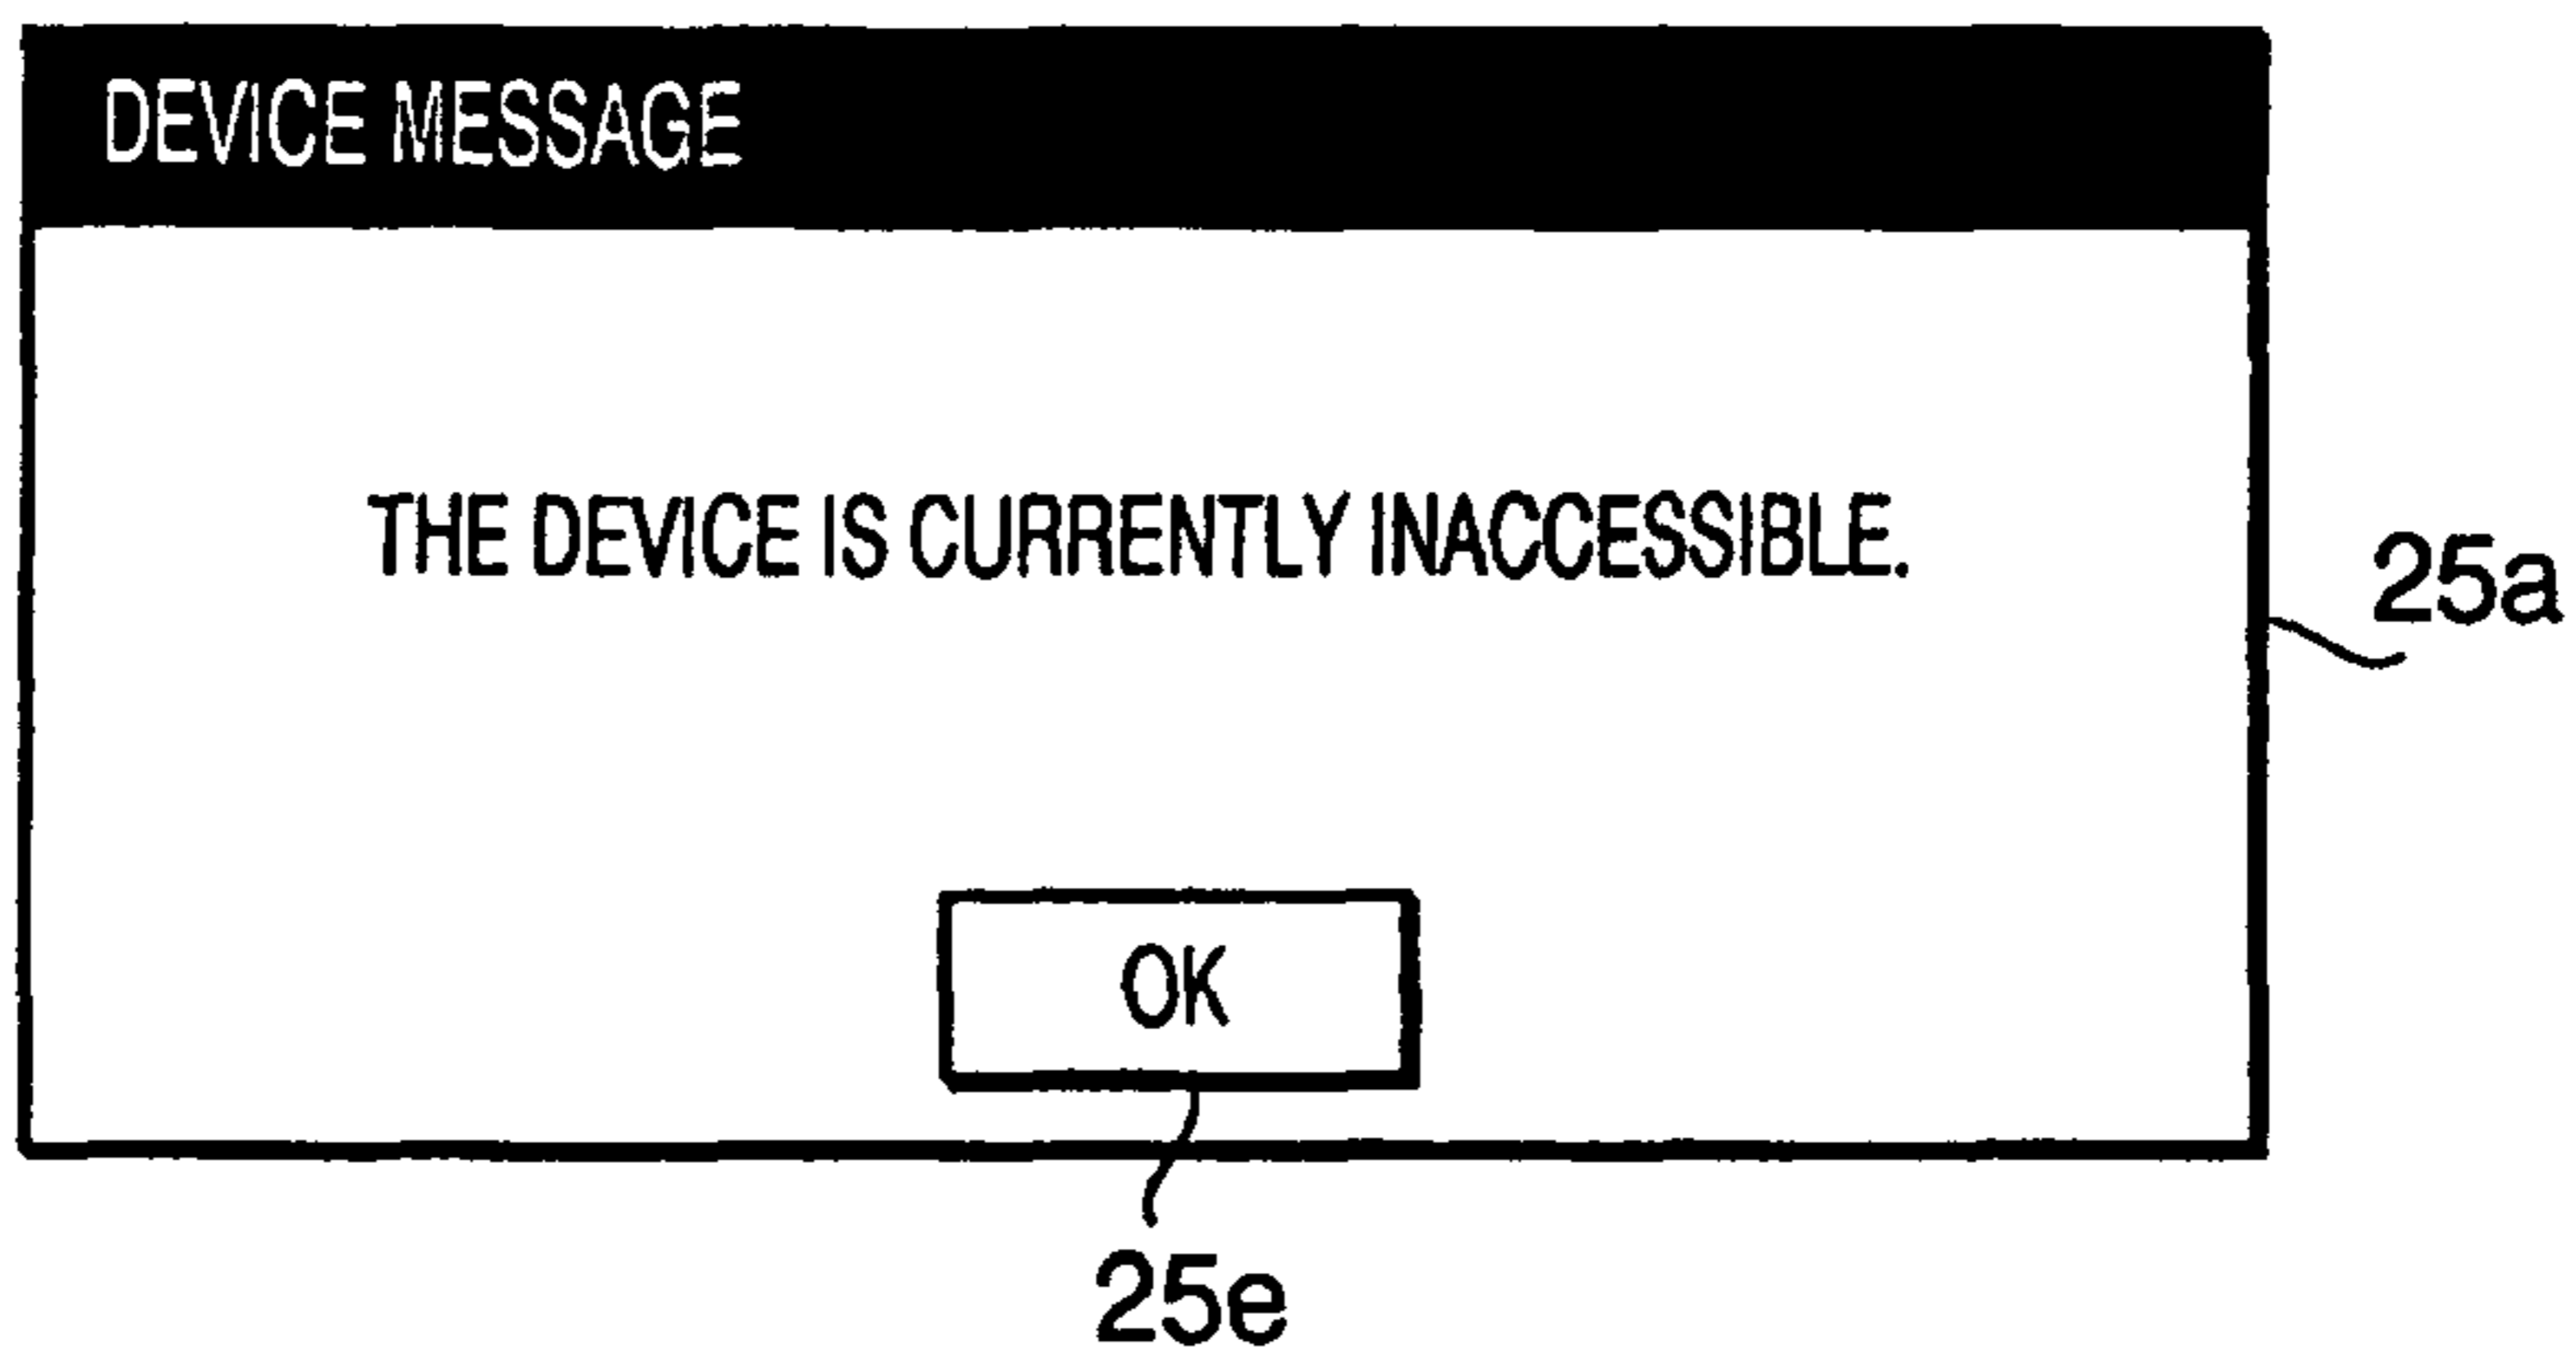 DEVICE MESSAGE
THE DEVICE IS CURRENTLY INACCESSIBLE.
25a
OK
25e